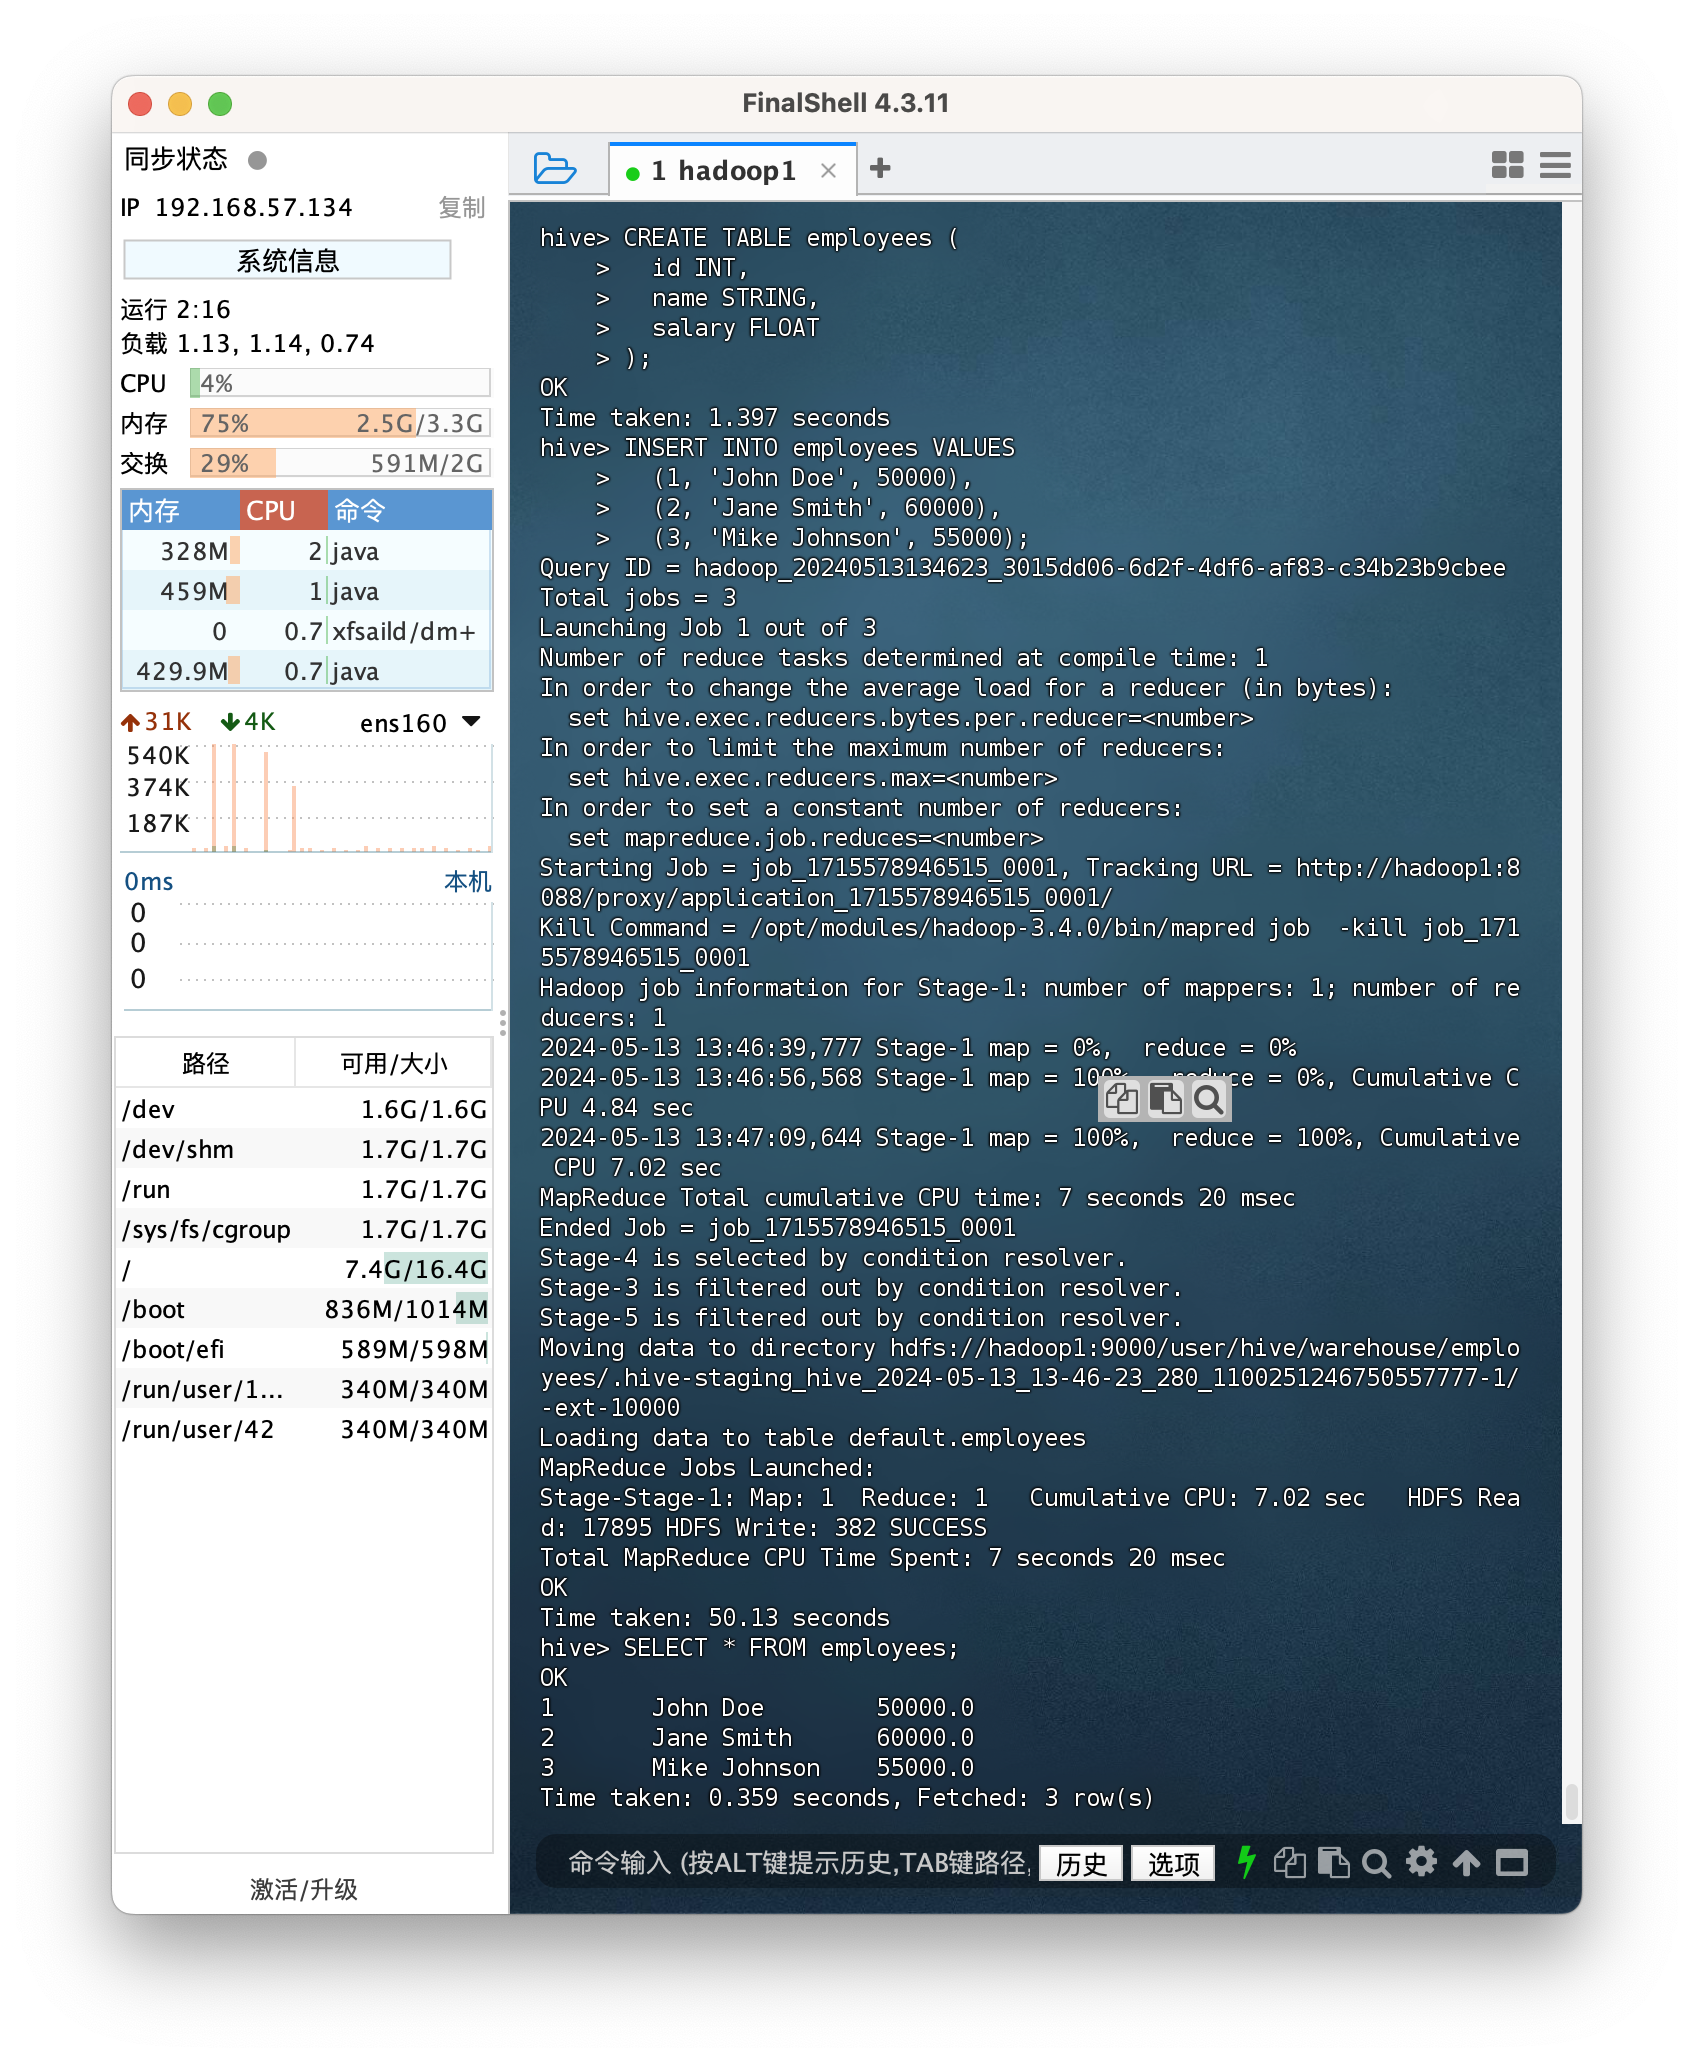 FinalShell 4.3.11
同步状态
IP 192.168.57.134 复制
系统信息
运行 2:16
负载 1.13, 1.14, 0.74
CPU 4%
内存 75% 2.5G/3.3G
交换 29% 591M/2G
内存 CPU 命令
328M 2 java
459M 1 java
0 0.7 xfsaild/dm+
429.9M 0.7 java
31K 4K ens160
540K
374K
187K
0ms 本机
0
0
0
路径 可用/大小
/dev 1.6G/1.6G
/dev/shm 1.7G/1.7G
/run 1.7G/1.7G
/sys/fs/cgroup 1.7G/1.7G
/ 7.4G/16.4G
/boot 836M/1014M
/boot/efi 589M/598M
/run/user/1... 340M/340M
/run/user/42 340M/340M
激活/升级
1 hadoop1
hive> CREATE TABLE employees (
    >   id INT,
    >   name STRING,
    >   salary FLOAT
    > );
OK
Time taken: 1.397 seconds
hive> INSERT INTO employees VALUES
    >   (1, 'John Doe', 50000),
    >   (2, 'Jane Smith', 60000),
    >   (3, 'Mike Johnson', 55000);
Query ID = hadoop_20240513134623_3015dd06-6d2f-4df6-af83-c34b23b9cbee
Total jobs = 3
Launching Job 1 out of 3
Number of reduce tasks determined at compile time: 1
In order to change the average load for a reducer (in bytes):
  set hive.exec.reducers.bytes.per.reducer=<number>
In order to limit the maximum number of reducers:
  set hive.exec.reducers.max=<number>
In order to set a constant number of reducers:
  set mapreduce.job.reduces=<number>
Starting Job = job_1715578946515_0001, Tracking URL = http://hadoop1:8
088/proxy/application_1715578946515_0001/
Kill Command = /opt/modules/hadoop-3.4.0/bin/mapred job  -kill job_171
5578946515_0001
Hadoop job information for Stage-1: number of mappers: 1; number of re
ducers: 1
2024-05-13 13:46:39,777 Stage-1 map = 0%,  reduce = 0%
2024-05-13 13:46:56,568 Stage-1 map = 100%,  reduce = 0%, Cumulative C
PU 4.84 sec
2024-05-13 13:47:09,644 Stage-1 map = 100%,  reduce = 100%, Cumulative
 CPU 7.02 sec
MapReduce Total cumulative CPU time: 7 seconds 20 msec
Ended Job = job_1715578946515_0001
Stage-4 is selected by condition resolver.
Stage-3 is filtered out by condition resolver.
Stage-5 is filtered out by condition resolver.
Moving data to directory hdfs://hadoop1:9000/user/hive/warehouse/emplo
yees/.hive-staging_hive_2024-05-13_13-46-23_280_1100251246750557777-1/
-ext-10000
Loading data to table default.employees
MapReduce Jobs Launched:
Stage-Stage-1: Map: 1  Reduce: 1   Cumulative CPU: 7.02 sec   HDFS Rea
d: 17895 HDFS Write: 382 SUCCESS
Total MapReduce CPU Time Spent: 7 seconds 20 msec
OK
Time taken: 50.13 seconds
hive> SELECT * FROM employees;
OK
1       John Doe        50000.0
2       Jane Smith      60000.0
3       Mike Johnson    55000.0
Time taken: 0.359 seconds, Fetched: 3 row(s)
命令输入 (按ALT键提示历史,TAB键路径, 历史 选项